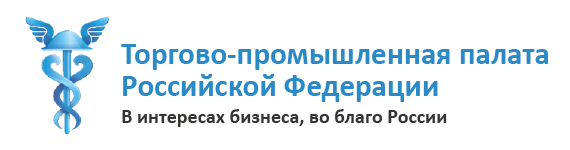 Торгово-промышленная палата
Российской Федерации
В интересах бизнеса, во благо России